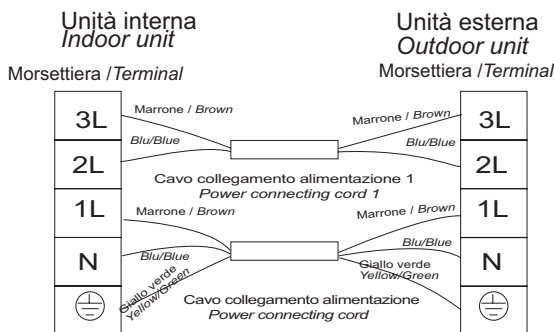 Unità interna
Indoor unit
Morsettiera /Terminal
Unità esterna
Outdoor unit
Morsettiera /Terminal
3L
Marrone / Brown
Marrone / Brown
3L
Blu/Blue
Blu/Blue
2L
2L
Cavo collegamento alimentazione 1
Power connecting cord 1
1L
Marrone / Brown
Marrone / Brown
1L
Blu/Blue
Blu/Blue
N
N
Giallo verde
Yellow/Green
Giallo verde
Yellow/Green
Cavo collegamento alimentazione
Power connecting cord